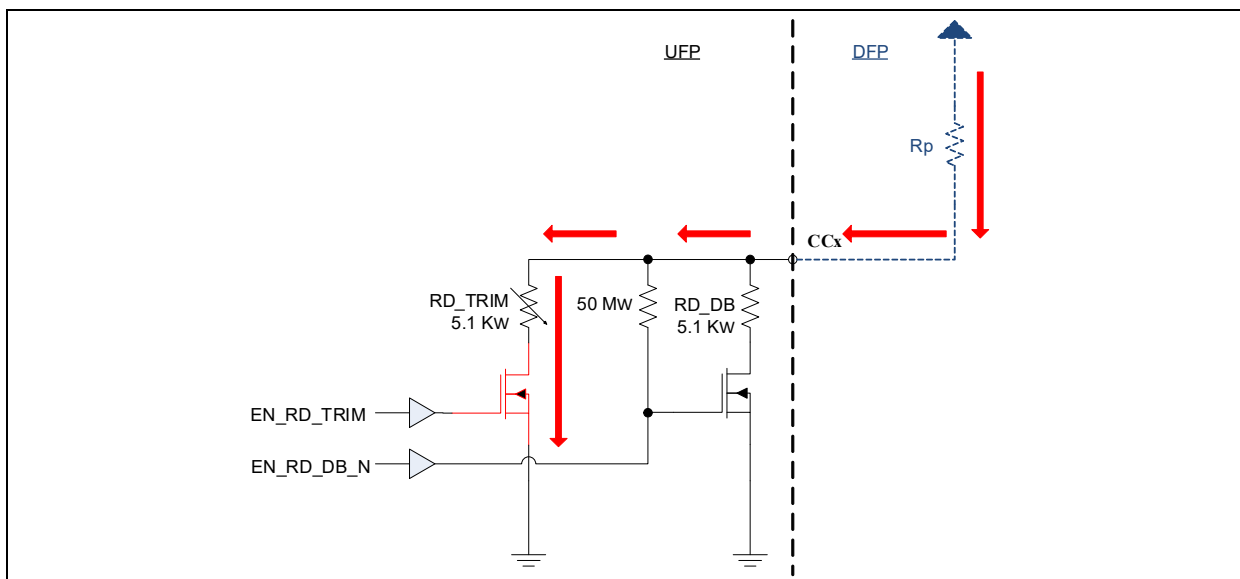 UFP
DFP
Rp
CCx
RD_TRIM
5.1 Kw
50 Mw
RD_DB
5.1 Kw
EN_RD_TRIM
EN_RD_DB_N